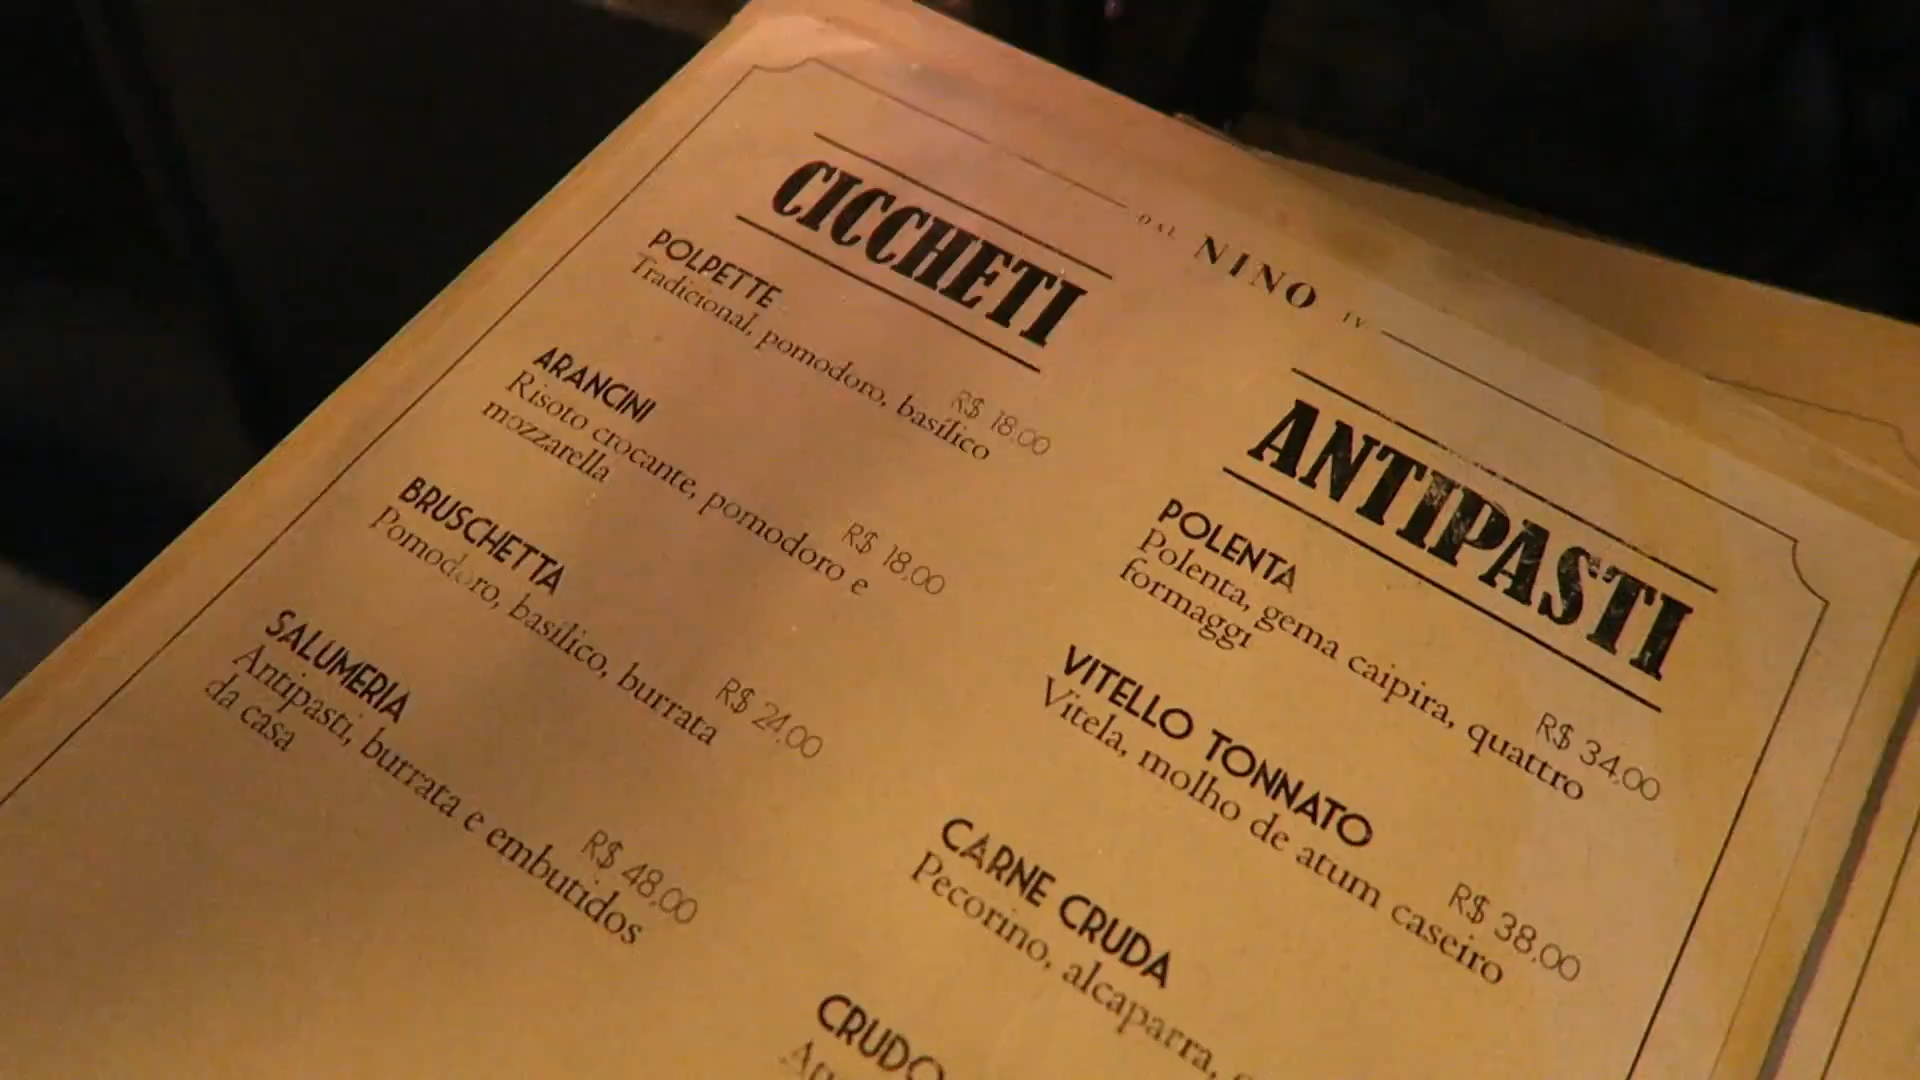 DAL NINO IV
CICCHETI
POLPETTE
R$ 18,00
Tradicional, pomodoro, basílico
ARANCINI
R$ 18,00
Risoto crocante, pomodoro e
mozzarella
BRUSCHETTA
R$ 24,00
Pomodoro, basílico, burrata
SALUMERIA
R$ 48,00
Antipasti, burrata e embutidos
da casa
ANTIPASTI
POLENTA
R$ 34,00
Polenta, gema caipira, quattro
formaggi
VITELLO TONNATO
R$ 38,00
Vitela, molho de atum caseiro
CARNE CRUDA
Pecorino, alcaparra,
CRUDO